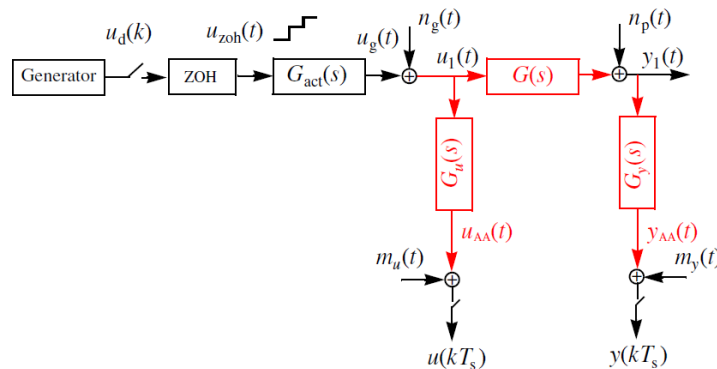 u_d(k) u_zoh(t) u_g(t) n_g(t) u_1(t) n_p(t) y_1(t)
Generator ZOH G_act(s) G(s)
G_u(s) G_y(s)
u_AA(t) y_AA(t)
m_u(t) m_y(t)
u(kT_s) y(kT_s)